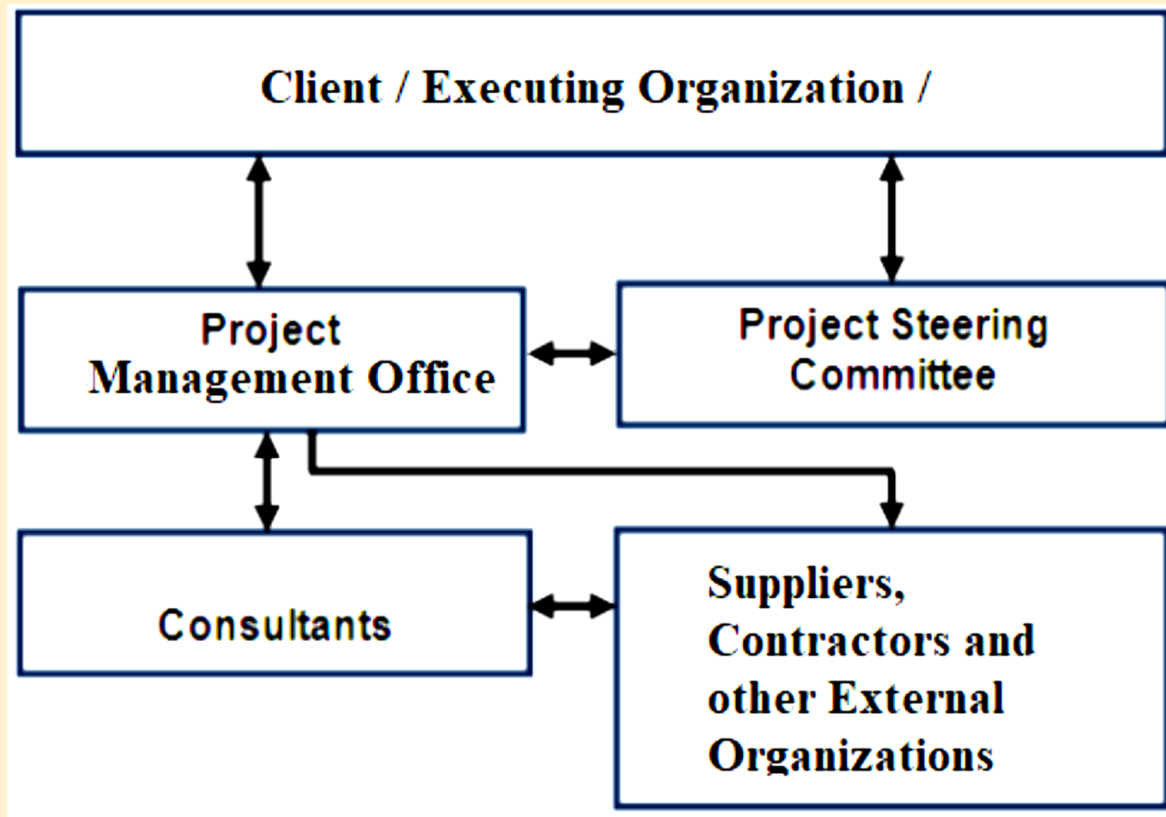 Client / Executing Organization /
Project
Management Office
Project Steering
Committee
Consultants
Suppliers,
Contractors and
other External
Organizations